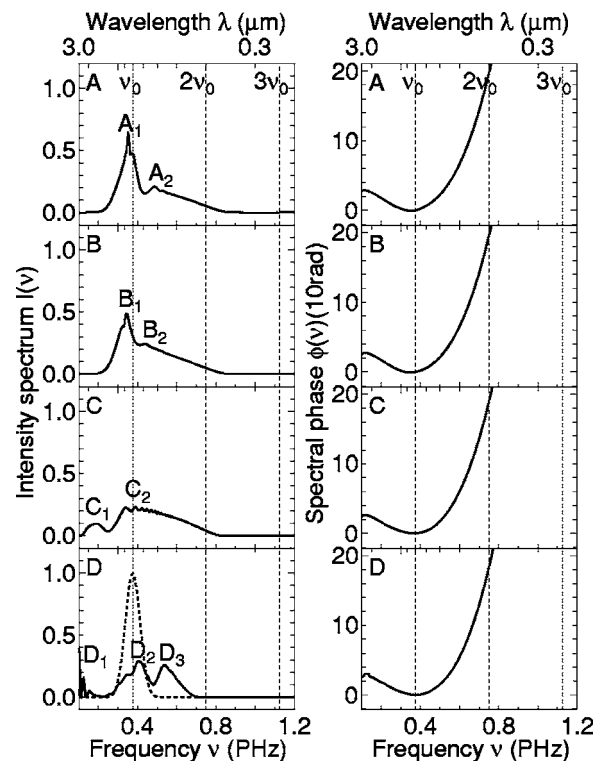 Wavelength λ (μm) Wavelength λ (μm)
3.0 0.3 3.0 0.3
A ν₀ 2ν₀ 3ν₀ A ν₀ 2ν₀ 3ν₀
1.0 20
A₁
0.5 A₂ 10
0.0 0
B B
1.0 20
0.5 B₁ B₂ 10
0.0 0
C C
1.0 20
0.5 10
C₁ C₂
0.0 0
D D
1.0 20
0.5 10
D₁ D₂ D₃
0.0 0
Intensity spectrum I(ν)
Spectral phase ϕ(ν)(10rad)
0.4 0.8 1.2 0.4 0.8 1.2
Frequency ν (PHz) Frequency ν (PHz)